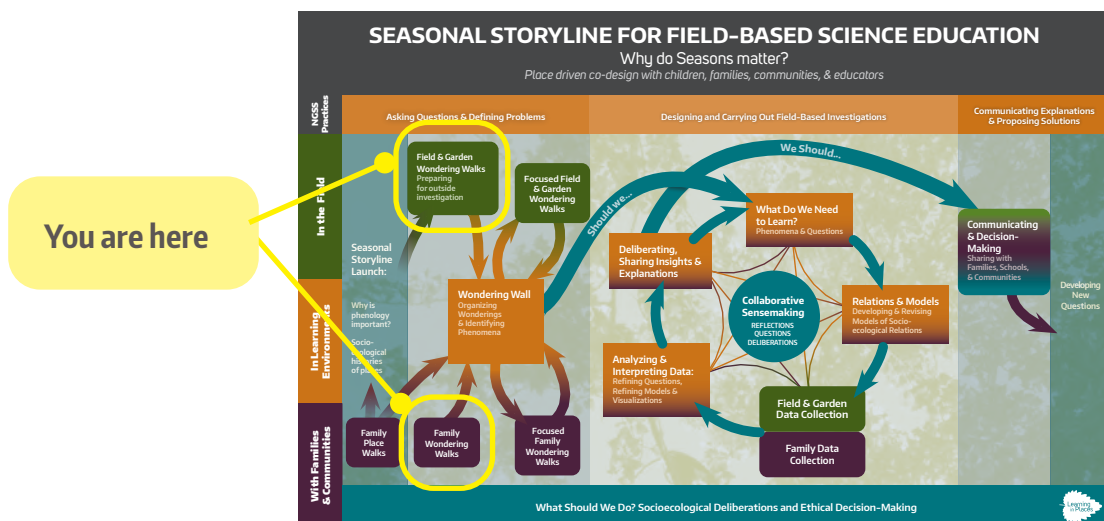 SEASONAL STORYLINE FOR FIELD-BASED SCIENCE EDUCATION
Why do Seasons matter?
Place driven co-design with children, families, communities, & educators
NGSS
Practices
Asking Questions & Defining Problems
Designing and Carrying Out Field-Based Investigations
Communicating Explanations
& Proposing Solutions
You are here
In the Field
In Learning
Environments
With Families
& Communities
Field & Garden
Wondering Walks
Preparing
for outside
investigation
Focused Field
& Garden
Wondering
Walks
Seasonal
Storyline
Launch:
Why is
phenology
important?
Socio-
ecological
histories
of places
Wondering Wall
Organizing
Wonderings
& Identifying
Phenomena
Family
Place
Walks
Family
Wondering
Walks
Focused
Family
Wondering
Walks
Should we...
We Should...
What Do We Need
to Learn?
Phenomena & Questions
Deliberating,
Sharing Insights &
Explanations
Collaborative
Sensemaking
REFLECTIONS
QUESTIONS
DELIBERATIONS
Relations & Models
Developing & Revising
Models of Socio-
ecological Relations
Analyzing &
Interpreting Data:
Refining Questions,
Refining Models &
Visualizations
Field & Garden
Data Collection
Family Data
Collection
Communicating
& Decision-
Making
Sharing with
Families, Schools,
& Communities
Developing
New
Questions
What Should We Do? Socioecological Deliberations and Ethical Decision-Making
Learning
in Places